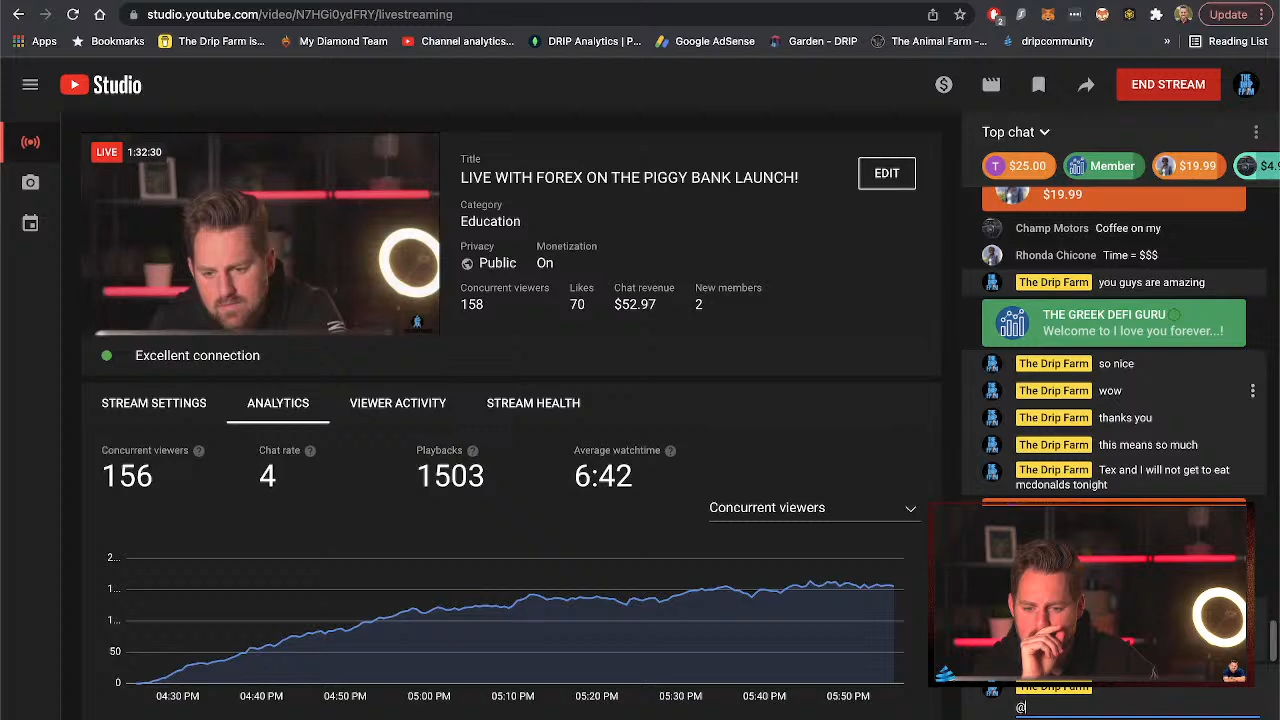 studio.youtube.com/video/N7HGi0ydFRY/livestreaming
2
Update
Apps
Bookmarks
The Drip Farm is...
My Diamond Team
Channel analytics...
DRIP Analytics | P...
Google AdSense
Garden - DRIP
The Animal Farm -...
dripcommunity
»
Reading List
Studio
END STREAM
LIVE 1:32:30
Title
LIVE WITH FOREX ON THE PIGGY BANK LAUNCH!
EDIT
Category
Education
Privacy Monetization
Public On
Concurrent viewers Likes Chat revenue New members
158 70 $52.97 2
Excellent connection
STREAM SETTINGS ANALYTICS VIEWER ACTIVITY STREAM HEALTH
Concurrent viewers Chat rate Playbacks Average watchtime
156 4 1503 6:42
Concurrent viewers
2...
1...
1...
50
0
04:30 PM 04:40 PM 04:50 PM 05:00 PM 05:10 PM 05:20 PM 05:30 PM 05:40 PM 05:50 PM
Top chat
T $25.00 Member $19.99 $4.9
$19.99
Champ Motors Coffee on my
Rhonda Chicone Time = $$$
The Drip Farm you guys are amazing
THE GREEK DEFI GURU
Welcome to I love you forever...!
The Drip Farm so nice
The Drip Farm wow
The Drip Farm thanks you
The Drip Farm this means so much
The Drip Farm Tex and I will not get to eat
mcdonalds tonight
The Drip Farm
@